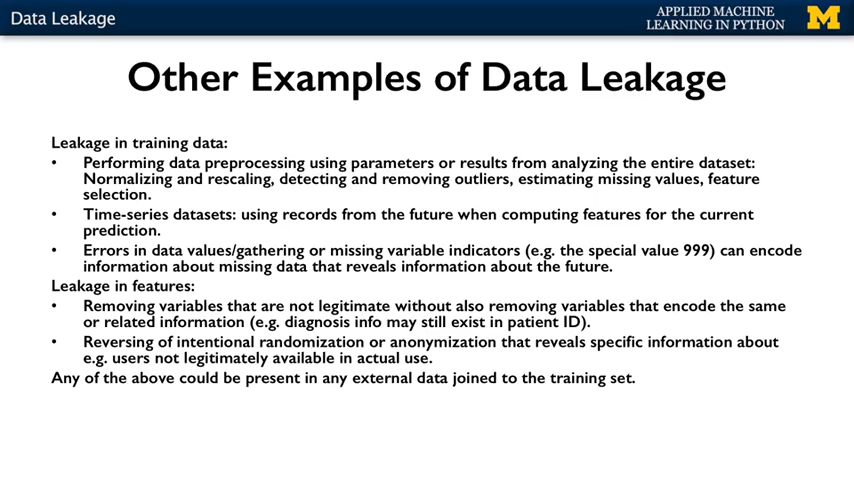 Data Leakage
APPLIED MACHINE
LEARNING IN PYTHON
M
Other Examples of Data Leakage
Leakage in training data:
• Performing data preprocessing using parameters or results from analyzing the entire dataset:
Normalizing and rescaling, detecting and removing outliers, estimating missing values, feature
selection.
• Time-series datasets: using records from the future when computing features for the current
prediction.
• Errors in data values/gathering or missing variable indicators (e.g. the special value 999) can encode
information about missing data that reveals information about the future.
Leakage in features:
• Removing variables that are not legitimate without also removing variables that encode the same
or related information (e.g. diagnosis info may still exist in patient ID).
• Reversing of intentional randomization or anonymization that reveals specific information about
e.g. users not legitimately available in actual use.
Any of the above could be present in any external data joined to the training set.